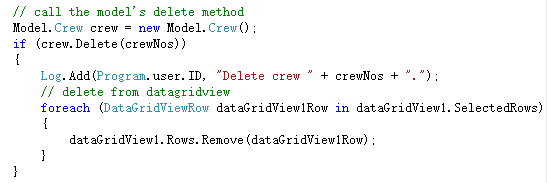 // call the model's delete method
Model.Crew crew = new Model.Crew();
if (crew.Delete(crewNos))
{
    Log.Add(Program.user.ID, "Delete crew " + crewNos + ".");
    // delete from datagridview
    foreach (DataGridViewRow dataGridView1Row in dataGridView1.SelectedRows)
    {
        dataGridView1.Rows.Remove(dataGridView1Row);
    }
}